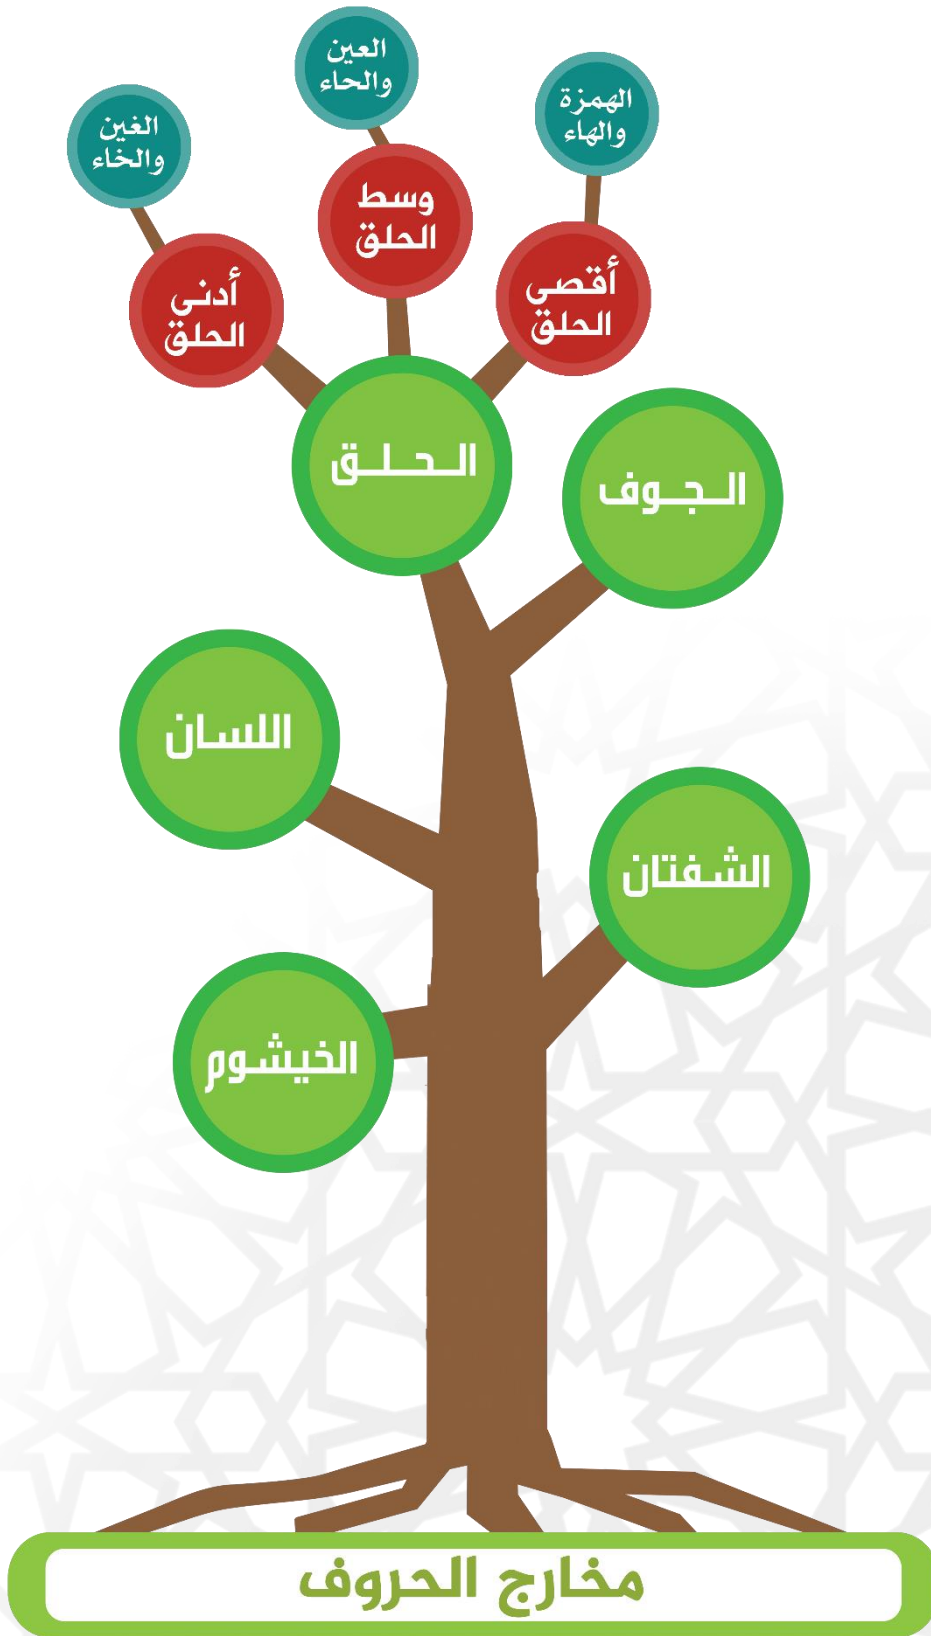 العين
والحاء
الهمزة
والهاء
الغين
والخاء
وسط
الحلق
أقصى
الحلق
أدنى
الحلق
الحلق
الجوف
اللسان
الشفتان
الخيشوم
مخارج الحروف